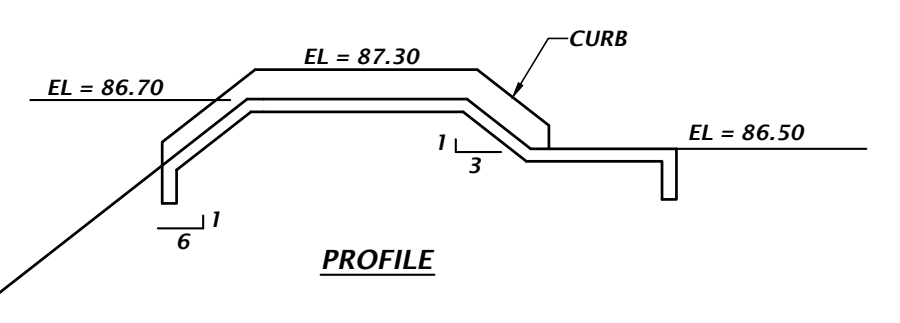 CURB
EL = 87.30
EL = 86.70
EL = 86.50
1
3
1
6
PROFILE